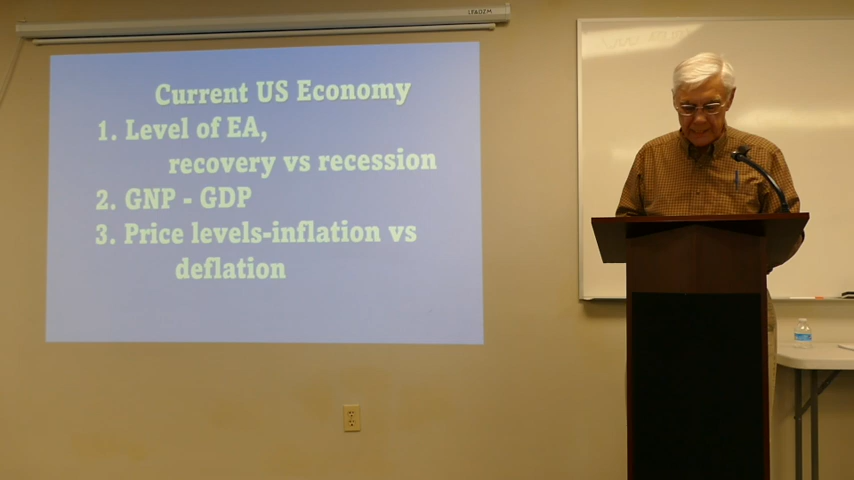 Current US Economy
1. Level of EA,
recovery vs recession
2. GNP - GDP
3. Price levels-inflation vs
deflation